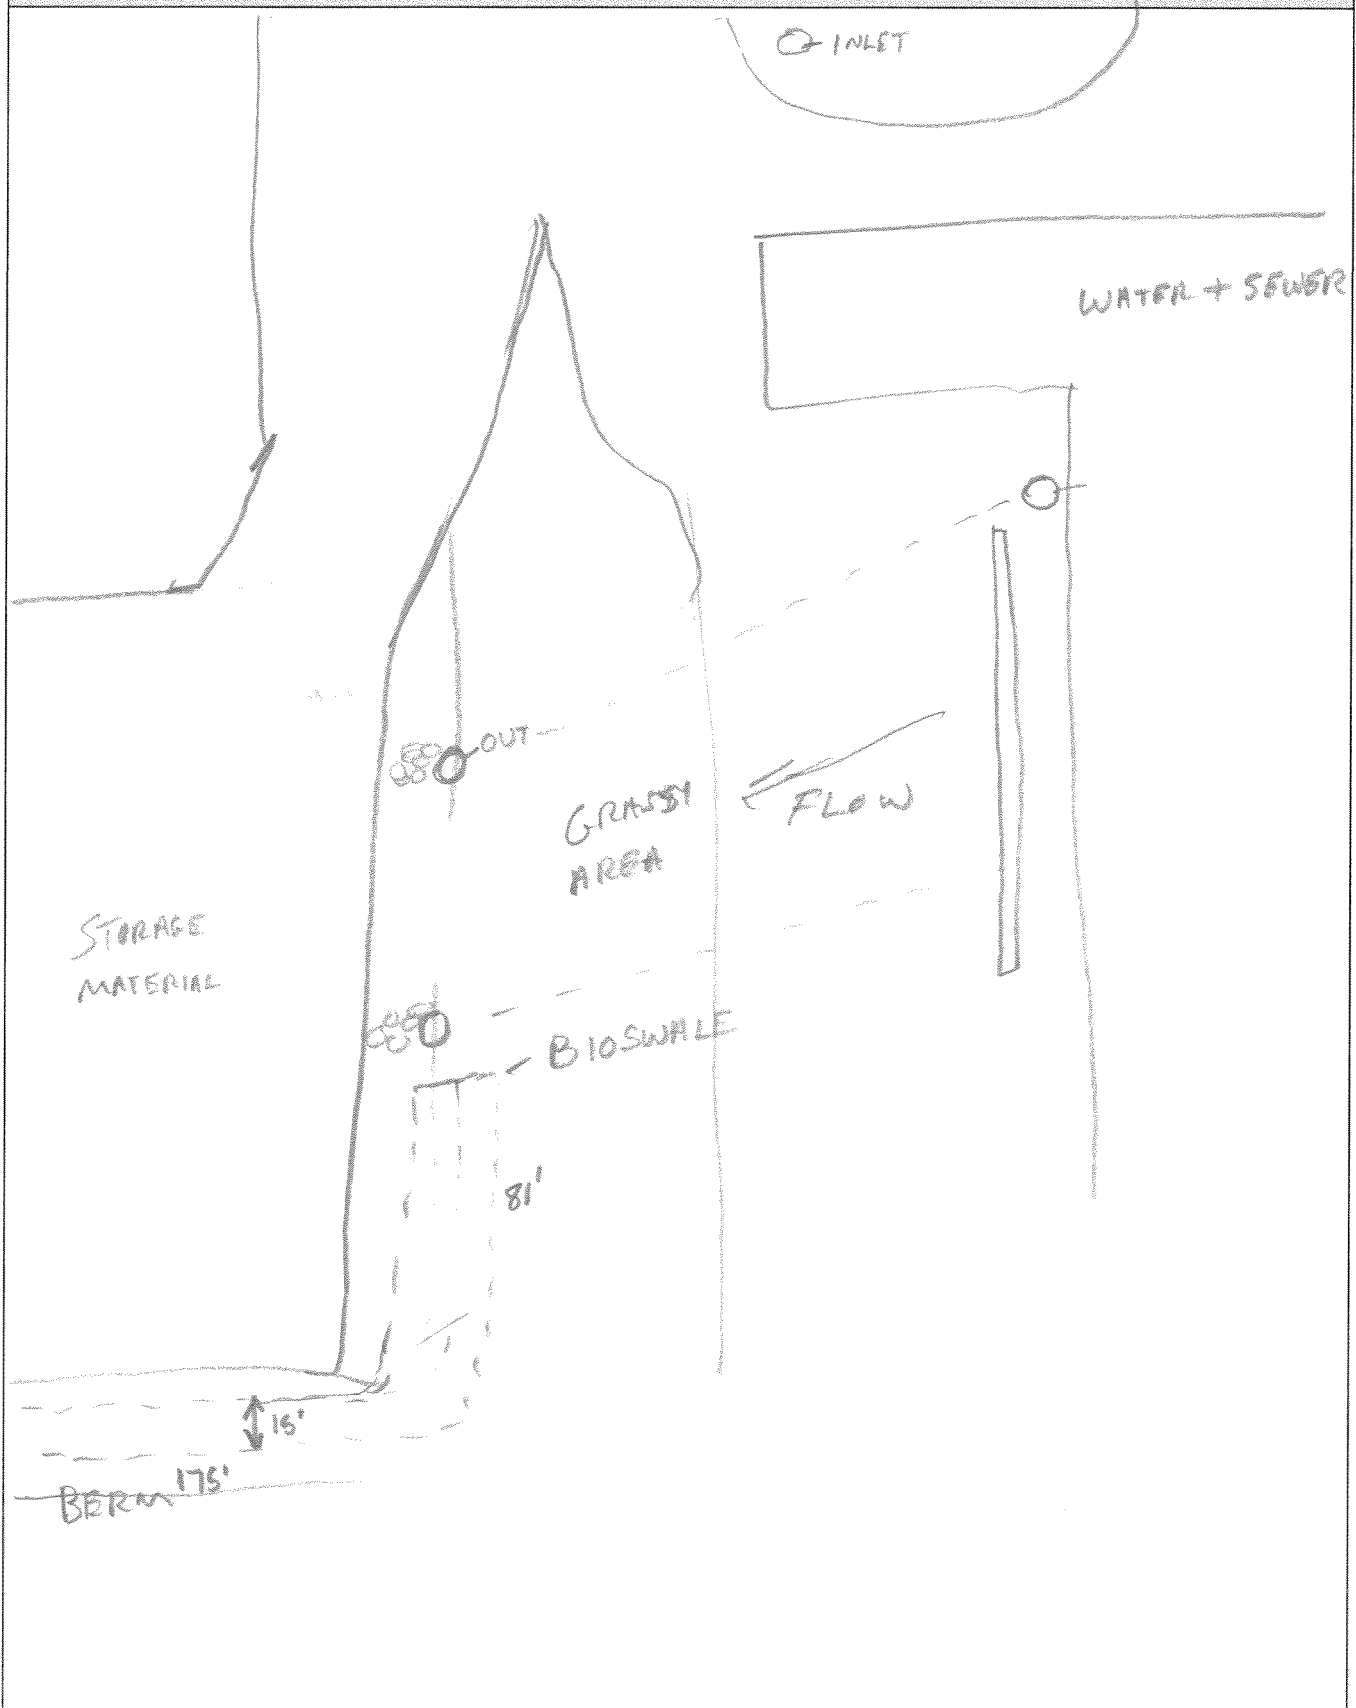 INLET
WATER + SEWER
OUT
GRASSY
AREA
FLOW
STORAGE
MATERIAL
BIOSWALE
81'
15'
175'
BERM